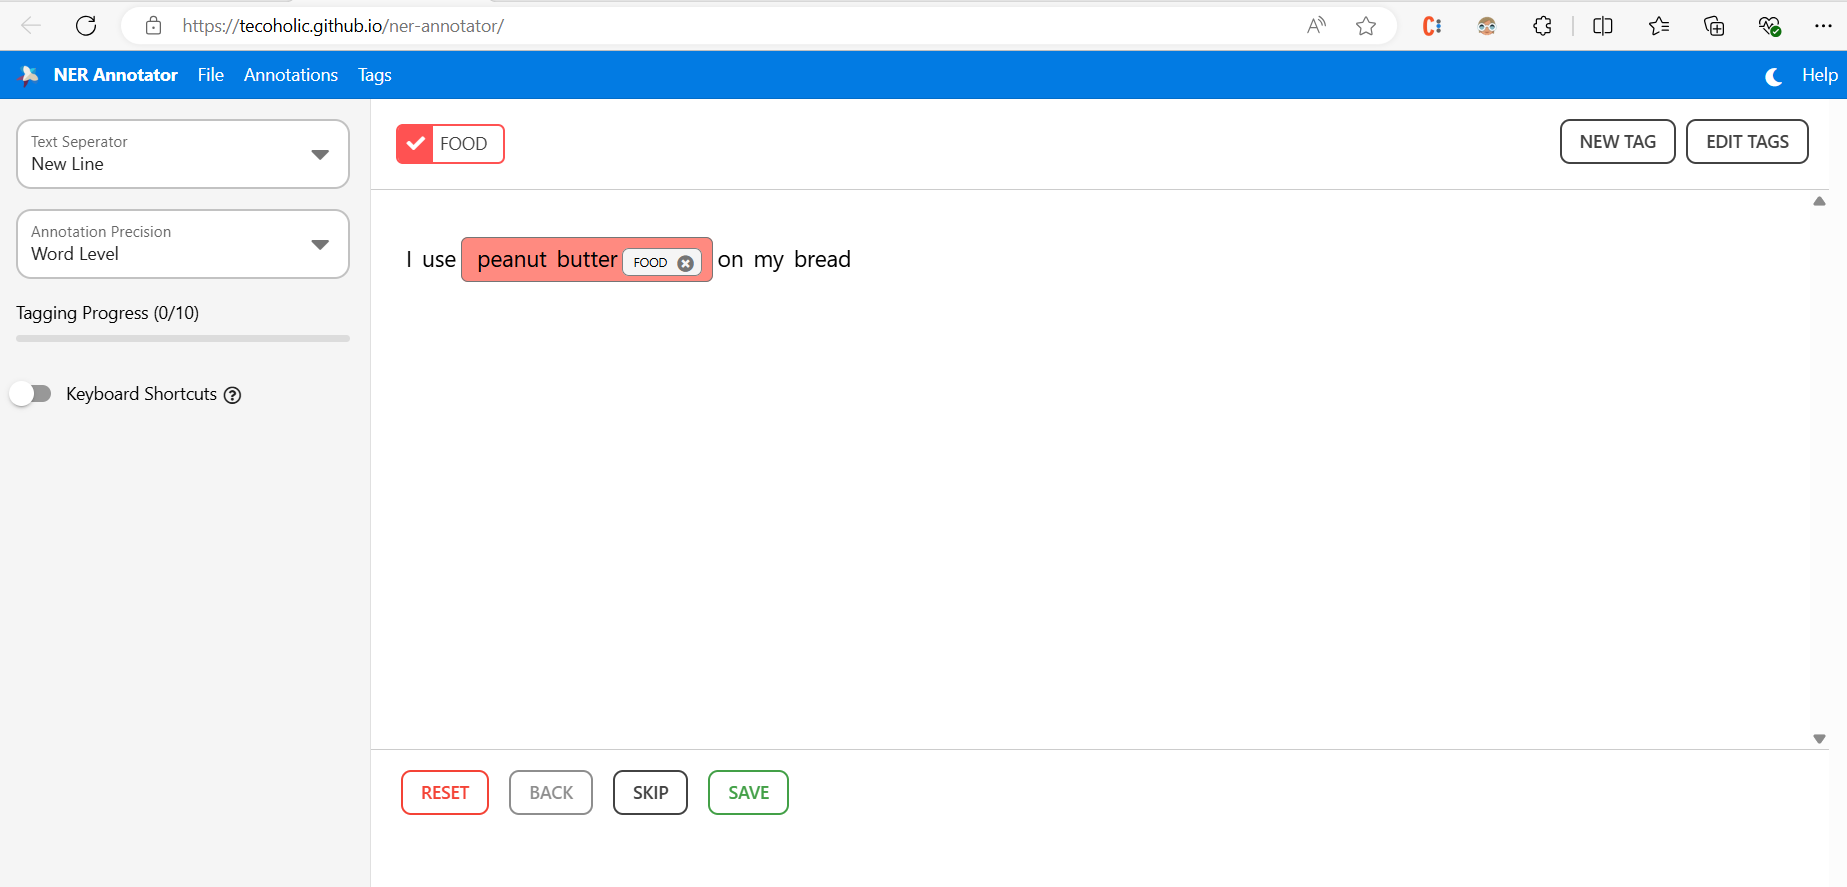 https://tecoholic.github.io/ner-annotator/
NER Annotator File Annotations Tags Help
Text Seperator
New Line
Annotation Precision
Word Level
Tagging Progress (0/10)
Keyboard Shortcuts
FOOD
NEW TAG EDIT TAGS
I use peanut butter FOOD on my bread
RESET BACK SKIP SAVE